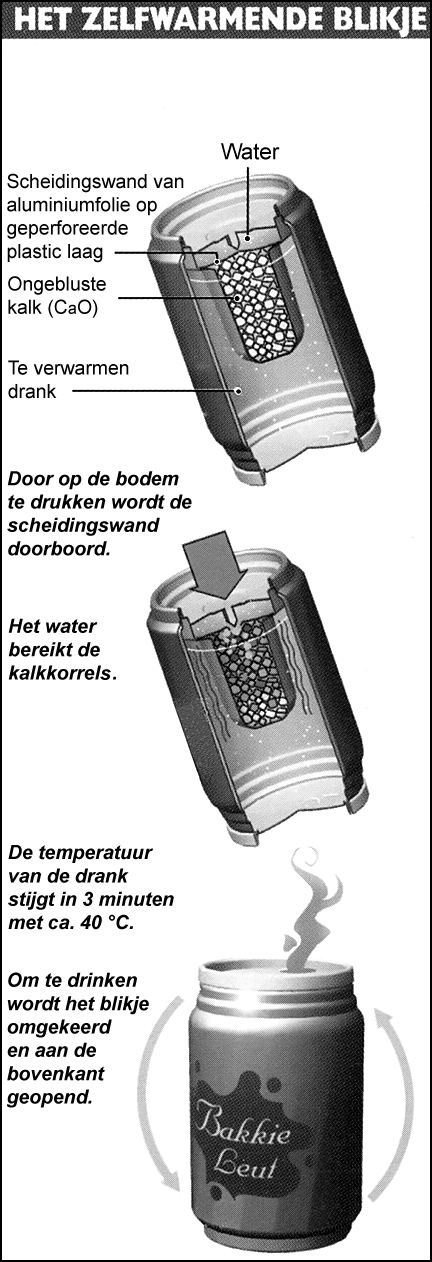 HET ZELFWARMENDE BLIKJE
Water
Scheidingswand van
aluminiumfolie op
geperforeerde
plastic laag
Ongebluste
kalk (CaO)
Te verwarmen
drank
Door op de bodem
te drukken wordt de
scheidingswand
doorboord.
Het water
bereikt de
kalkkorrels.
De temperatuur
van de drank
stijgt in 3 minuten
met ca. 40 °C.
Om te drinken
wordt het blikje
omgekeerd
en aan de
bovenkant
geopend.
Bakkie
Leut